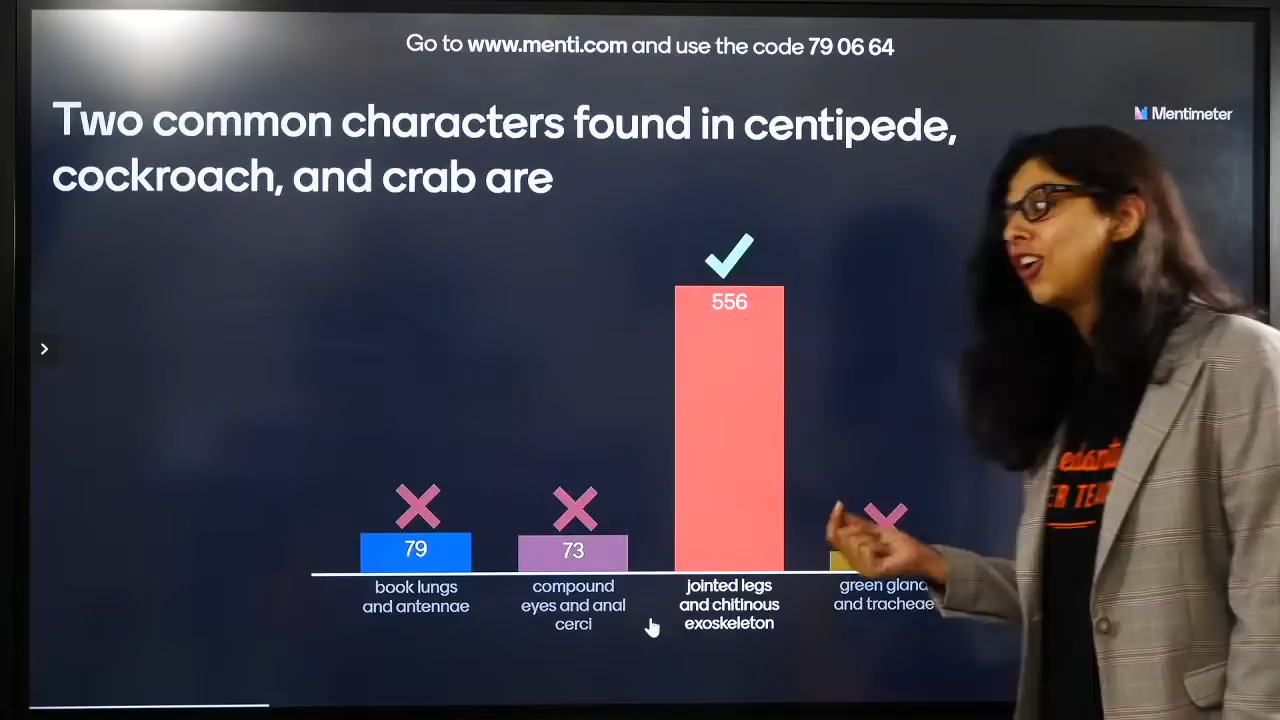 Go to www.menti.com and use the code 79 06 64
Mentimeter
Two common characters found in centipede,
cockroach, and crab are
556
79
73
book lungs
and antennae
compound
eyes and anal
cerci
jointed legs
and chitinous
exoskeleton
green gland
and tracheae